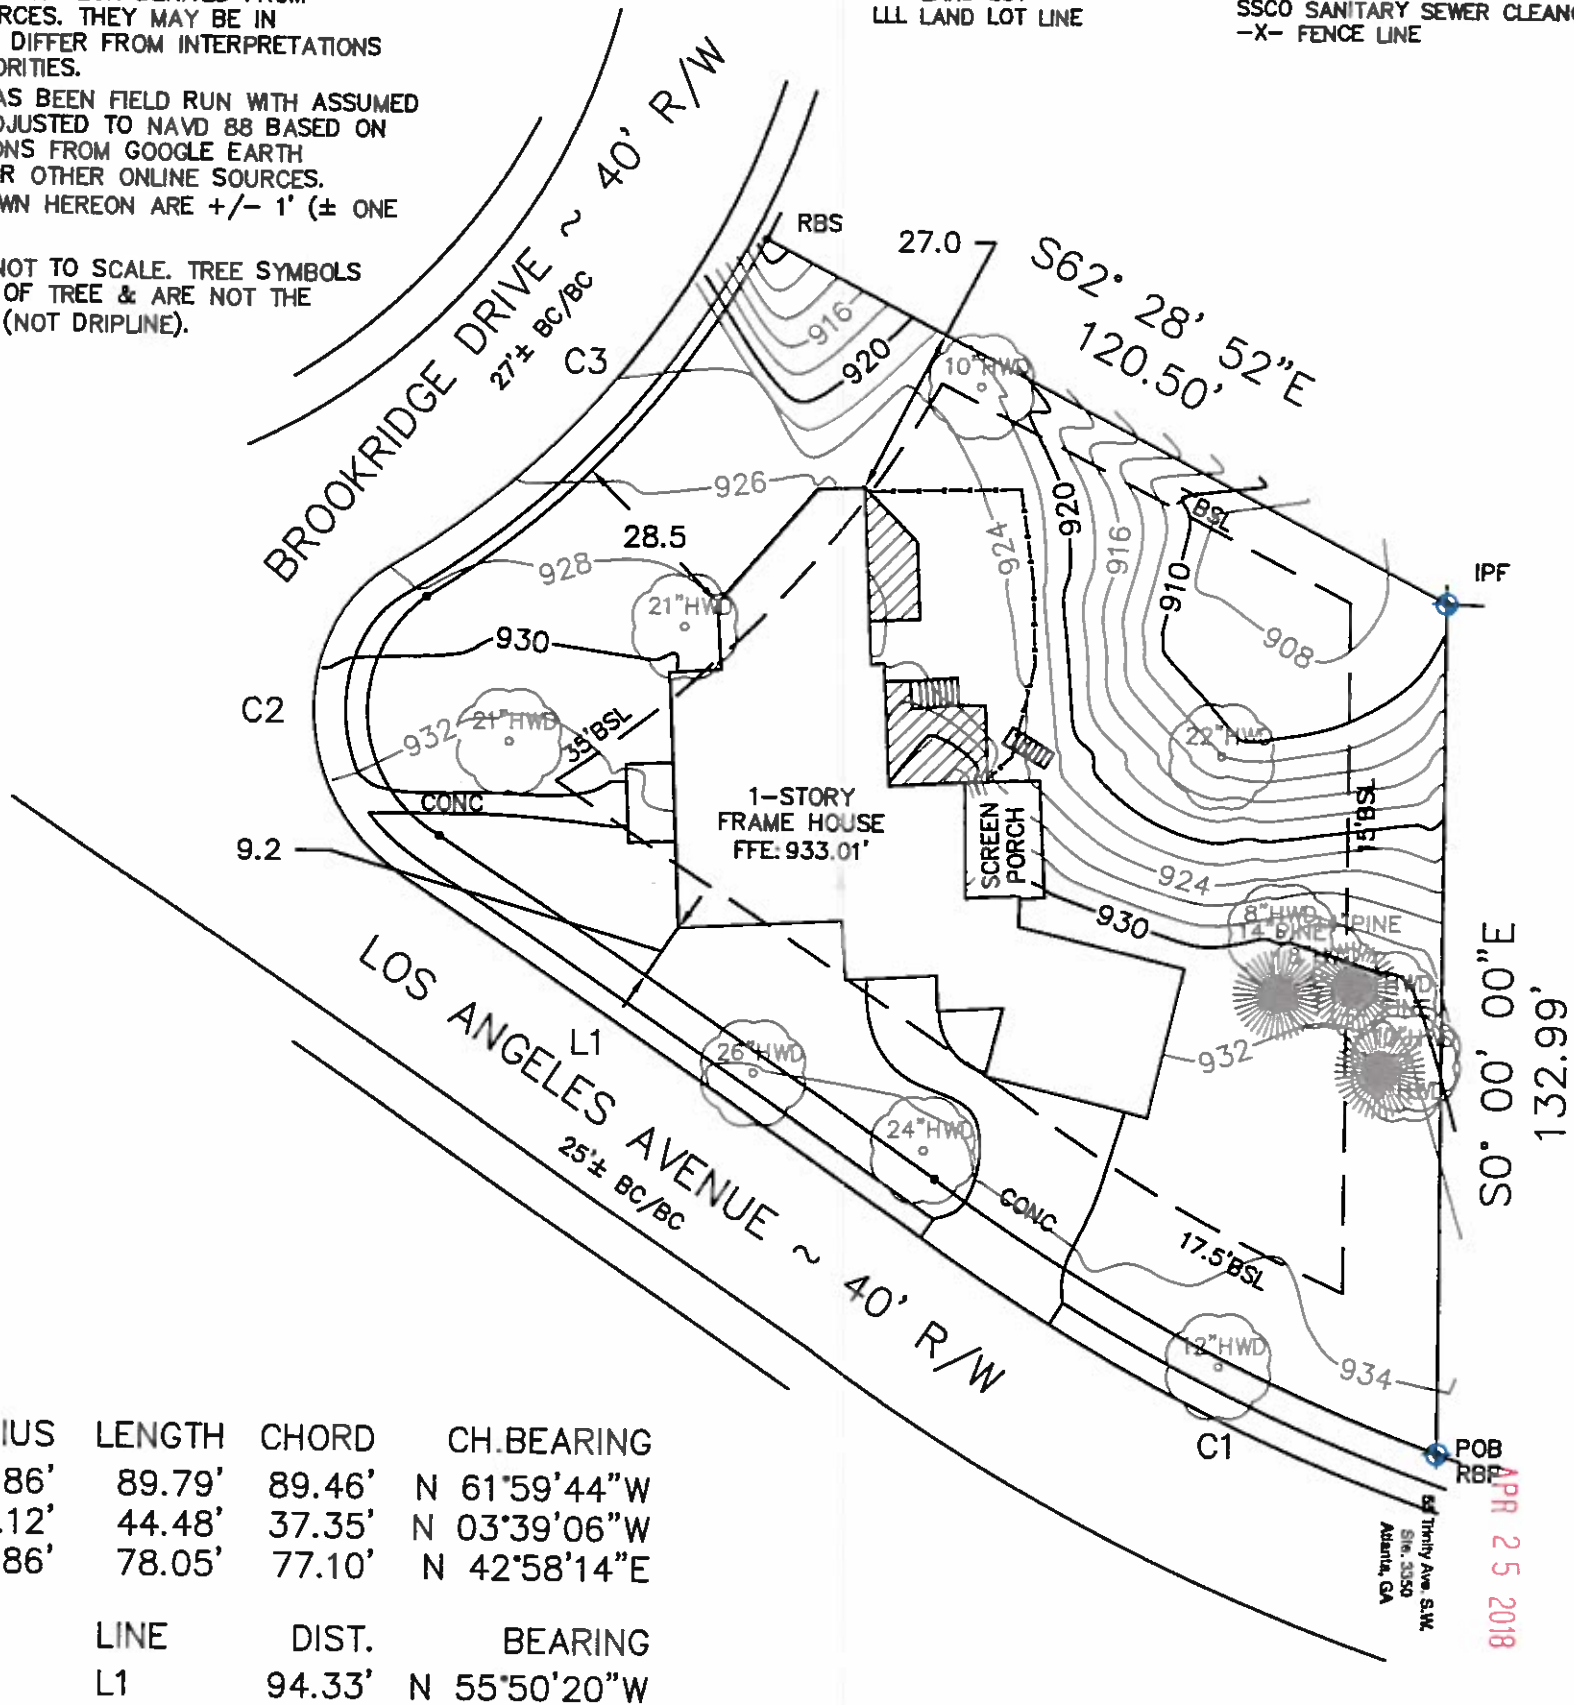 RCES. THEY MAY BE IN
DIFFER FROM INTERPRETATIONS
ORITIES.
AS BEEN FIELD RUN WITH ASSUMED
DJUSTED TO NAVD 88 BASED ON
ONS FROM GOOGLE EARTH
R OTHER ONLINE SOURCES.
WN HEREON ARE +/- 1' (± ONE
NOT TO SCALE. TREE SYMBOLS
OF TREE & ARE NOT THE
(NOT DRIPLINE).
LLL LAND LOT LINE
SSCO SANITARY SEWER CLEAN
-X- FENCE LINE
BROOKRIDGE DRIVE ~ 40' R/W
27'± BC/BC
RBS
27.0
S62° 28' 52"E
120.50'
C3
916
920
10"HWD
926
28.5
924
920
916
BSL
910
IPF
928
21"HWD
908
930
C2
932
21"HWD
35'BSL
22"HWD
CONC
1-STORY
FRAME HOUSE
FFE: 933.01'
SCREEN
PORCH
15'BSL
9.2
924
930
8"HWD
14"PINE
PINE
S0° 00' 00"E
132.99'
LOS ANGELES AVENUE ~ 40' R/W
25'± BC/BC
L1
26"HWD
932
24"HWD
CONC
17.5'BSL
12"HWD
934
C1
POB
RBF
APR 25 2018
55 Trinity Ave. S.W.
Ste. 3350
Atlanta, GA
IUS LENGTH CHORD CH.BEARING
86' 89.79' 89.46' N 61°59'44"W
.12' 44.48' 37.35' N 03°39'06"W
86' 78.05' 77.10' N 42°58'14"E
LINE DIST. BEARING
L1 94.33' N 55°50'20"W